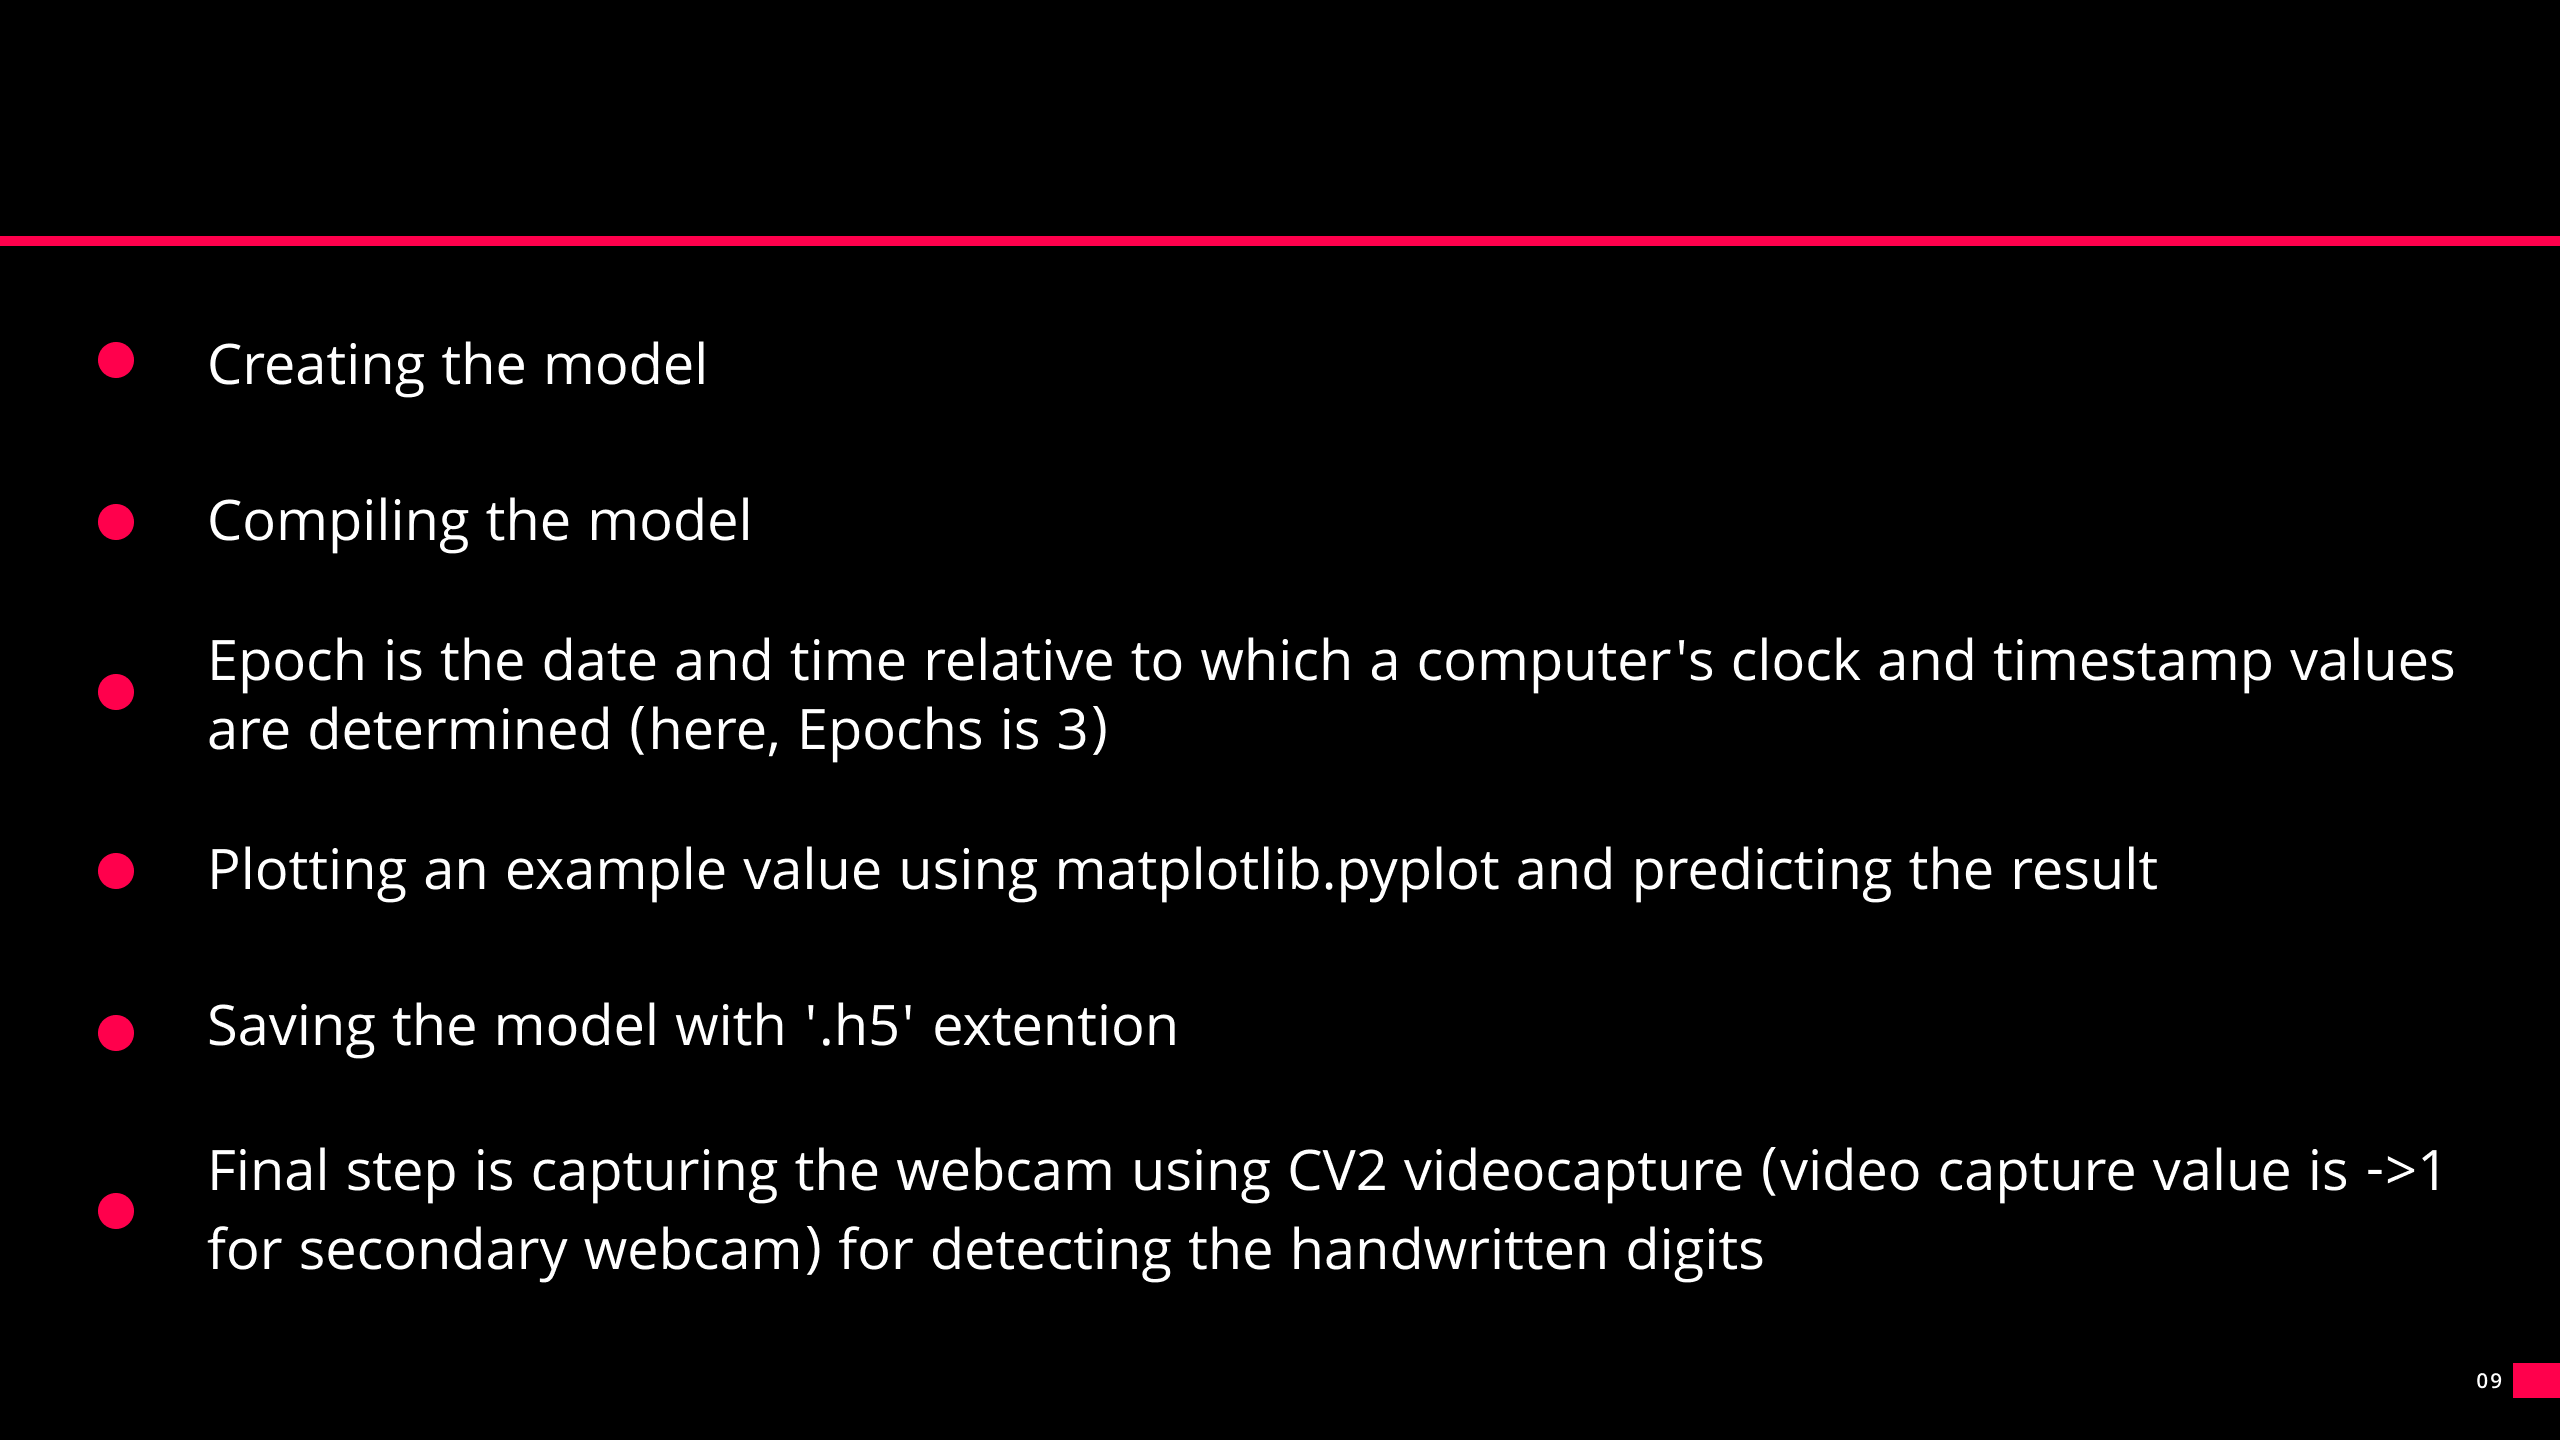 Creating the model
Compiling the model
Epoch is the date and time relative to which a computer's clock and timestamp values
are determined (here, Epochs is 3)
Plotting an example value using matplotlib.pyplot and predicting the result
Saving the model with '.h5' extention
Final step is capturing the webcam using CV2 videocapture (video capture value is ->1
for secondary webcam) for detecting the handwritten digits
09